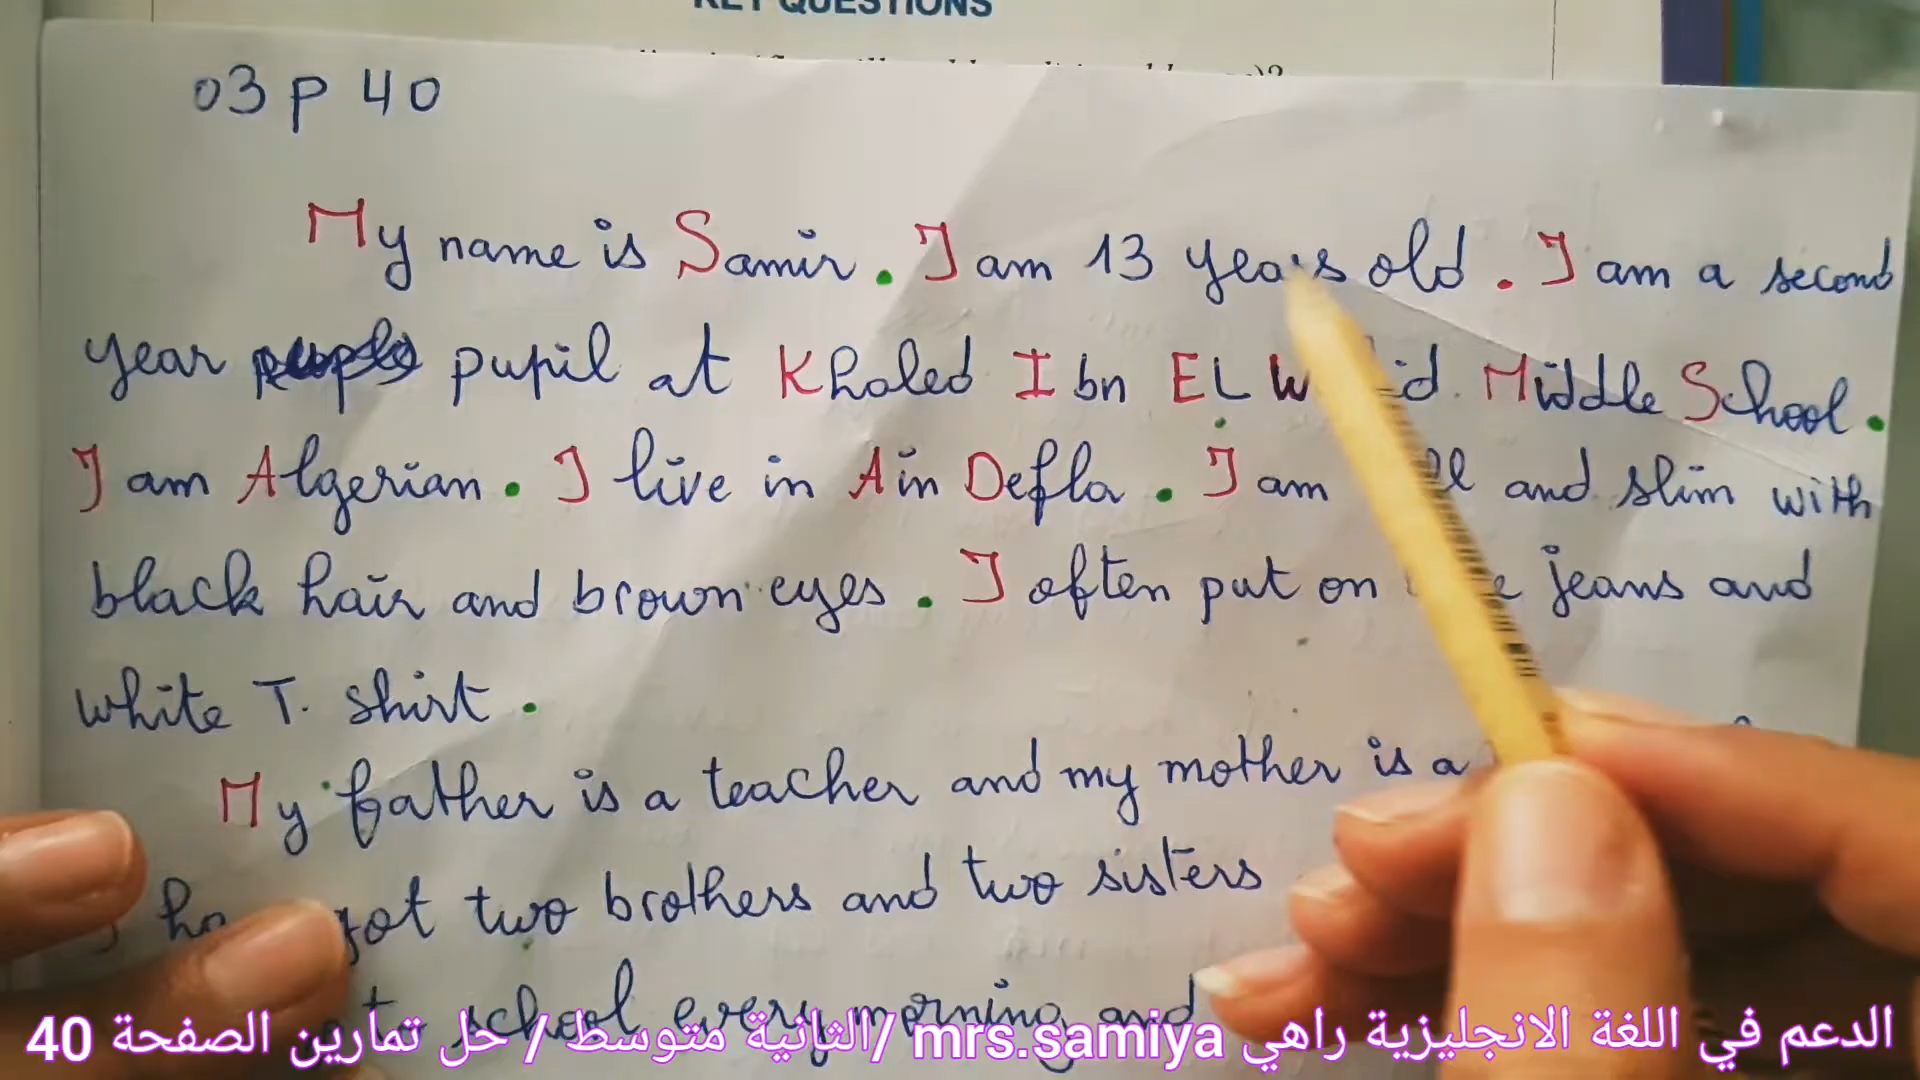 KEY QUESTIONS
03 p 40
My name is Samir. I am 13 years old. I am a second
year pupil at Khaled Ibn EL Middle School.
I am Algerian. I live in Ain Defla. I am and slim with
black hair and brown eyes. I often put on jeans and
white T. shirt.
My father is a teacher and my mother is a
got two brothers and two sisters
to school every morning and
الدعم في اللغة الانجليزية راهي mrs.samiya /الثانية متوسط / حل تمارين الصفحة 40